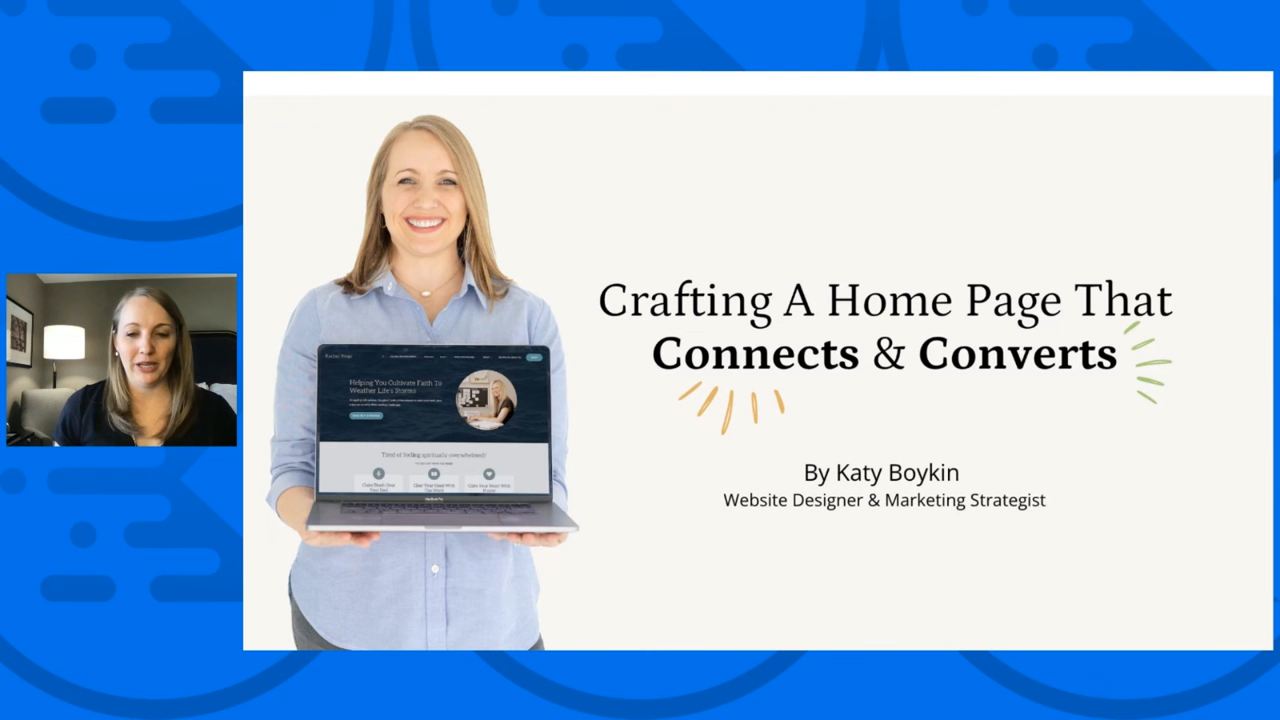 Crafting A Home Page That
Connects & Converts
By Katy Boykin
Website Designer & Marketing Strategist
Helping You Cultivate Faith To
Weather Life's Storms
Tired of feeling spiritually overwhelmed?